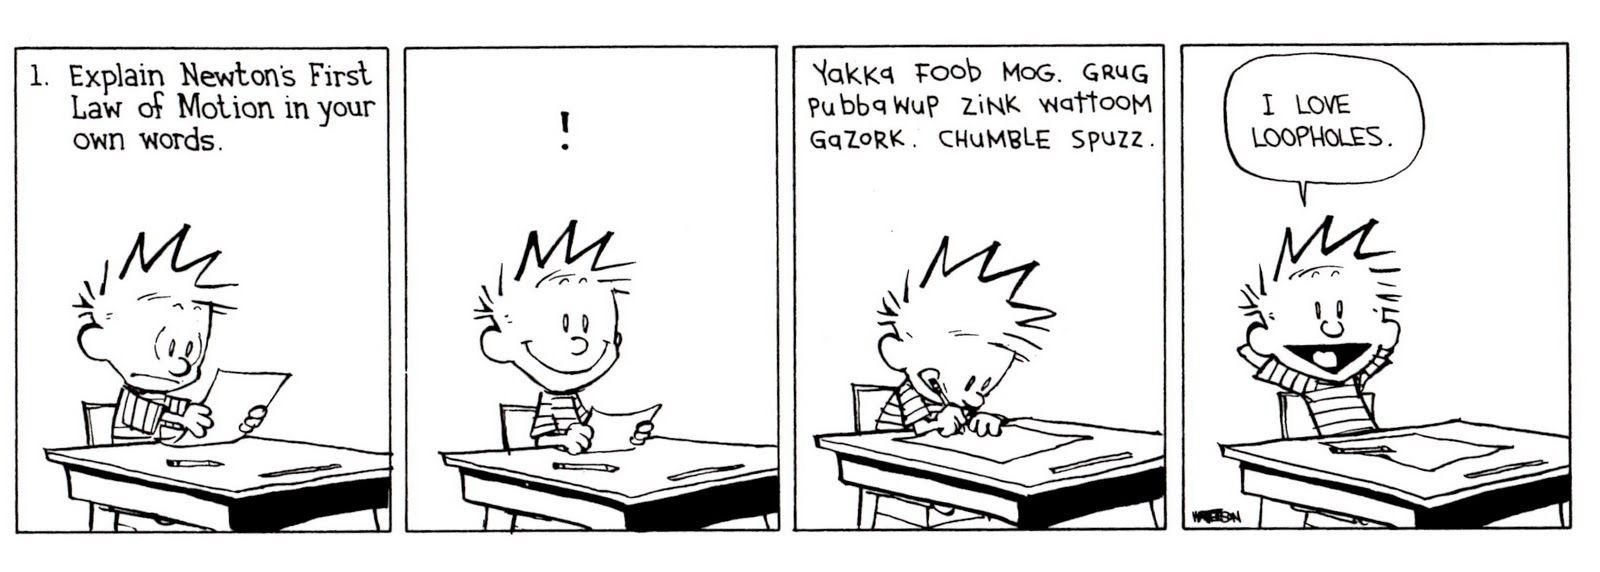 1. Explain Newton's First
Law of Motion in your
own words.
!
Yakka foob mog. Grug
pubbawup zink wattoom
gazork. Chumble spuzz.
I LOVE
LOOPHOLES.
WATTERSON